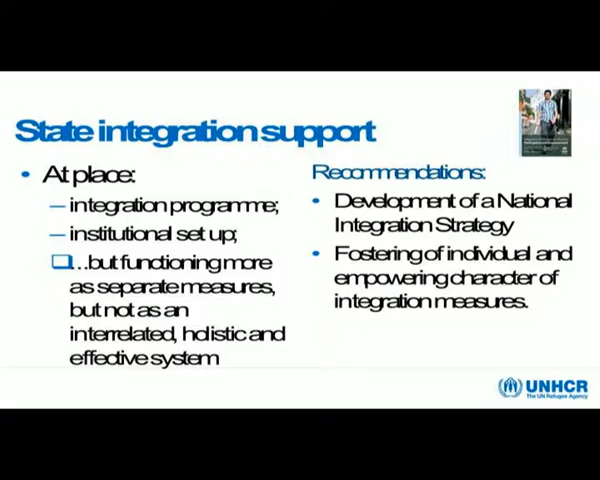 State integration support
• At place:
– integration programme;
– institutional set up;
❑ ...but functioning more
as separate measures,
but not as an
interrelated, holistic and
effective system
Recommendations:
• Development of a National
Integration Strategy
• Fostering of individual and
empowering character of
integration measures.
UNHCR
The UN Refugee Agency